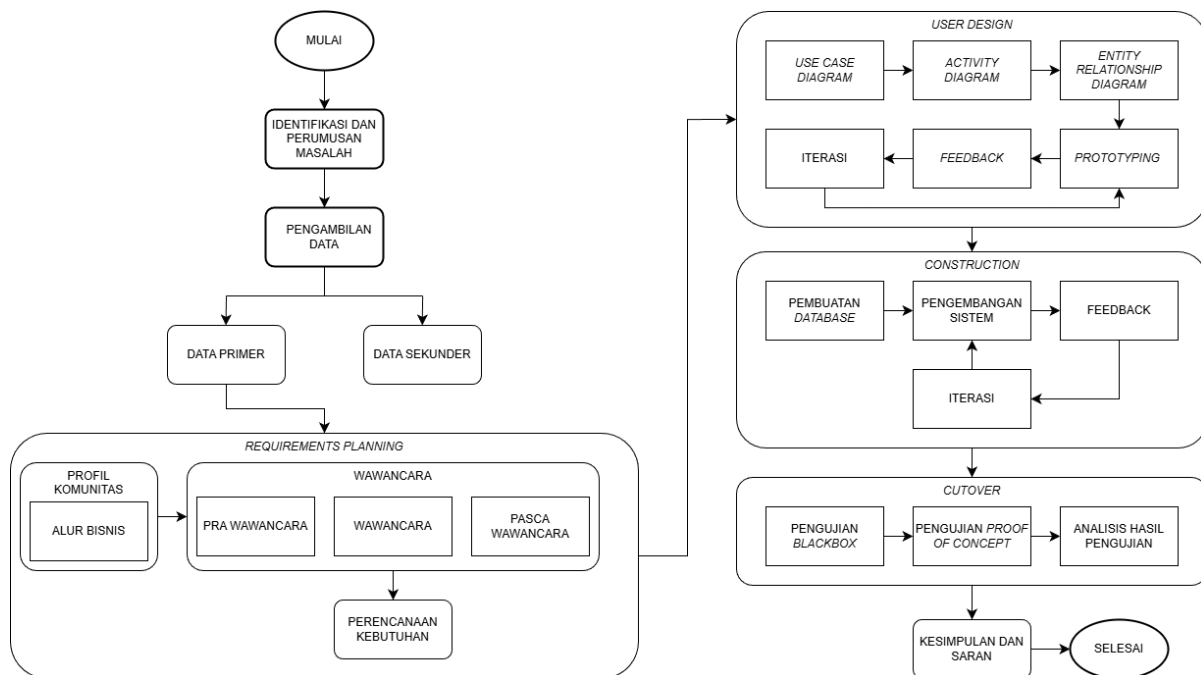 MULAI
IDENTIFIKASI DAN
PERUMUSAN
MASALAH
PENGAMBILAN
DATA
DATA PRIMER
DATA SEKUNDER
REQUIREMENTS PLANNING
PROFIL
KOMUNITAS
ALUR BISNIS
WAWANCARA
PRA WAWANCARA
WAWANCARA
PASCA
WAWANCARA
PERENCANAAN
KEBUTUHAN
USER DESIGN
USE CASE
DIAGRAM
ACTIVITY
DIAGRAM
ENTITY
RELATIONSHIP
DIAGRAM
ITERASI
FEEDBACK
PROTOTYPING
CONSTRUCTION
PEMBUATAN
DATABASE
PENGEMBANGAN
SISTEM
FEEDBACK
ITERASI
CUTOVER
PENGUJIAN
BLACKBOX
PENGUJIAN PROOF
OF CONCEPT
ANALISIS HASIL
PENGUJIAN
KESIMPULAN DAN
SARAN
SELESAI